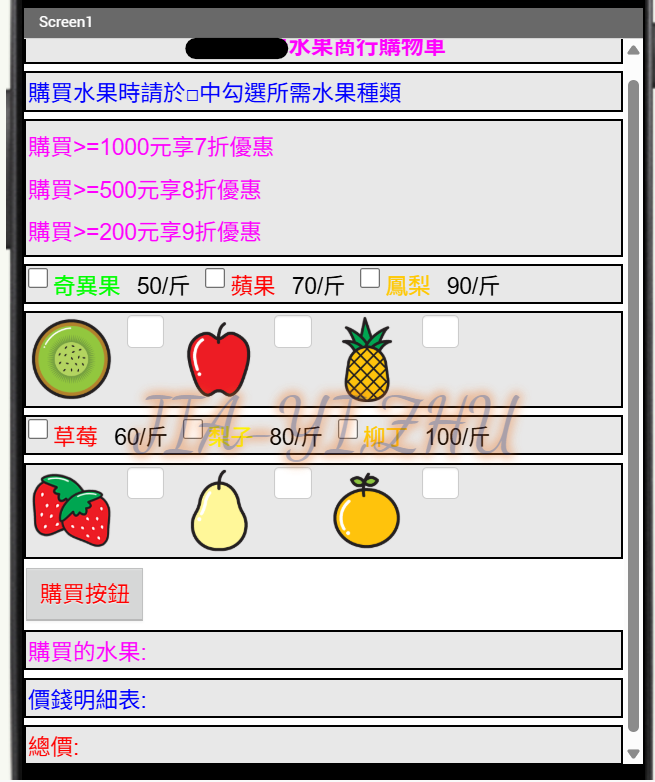 Screen1
水果商行購物車
購買水果時請於□中勾選所需水果種類
購買>=1000元享7折優惠
購買>=500元享8折優惠
購買>=200元享9折優惠
奇異果 50/斤 蘋果 70/斤 鳳梨 90/斤
JIA-YI.ZHU
草莓 60/斤 梨子 80/斤 柳丁 100/斤
購買按鈕
購買的水果:
價錢明細表:
總價: